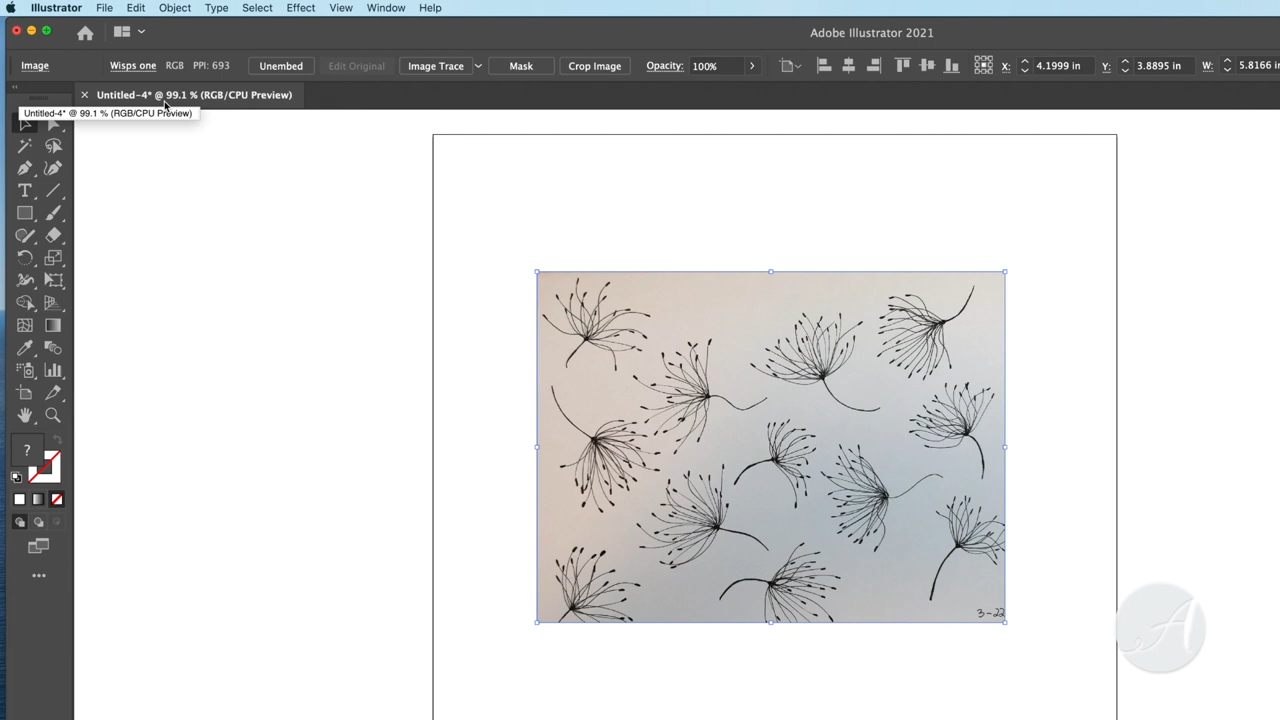 Illustrator File Edit Object Type Select Effect View Window Help
Adobe Illustrator 2021
Image Wisps one RGB PPI: 693 Unembed Edit Original Image Trace Mask Crop Image Opacity: 100% X: 4.1999 in Y: 3.8895 in W: 5.8166 in
Untitled-4* @ 99.1 % (RGB/CPU Preview)
Untitled-4* @ 99.1 % (RGB/CPU Preview)
T
?
3-22
A